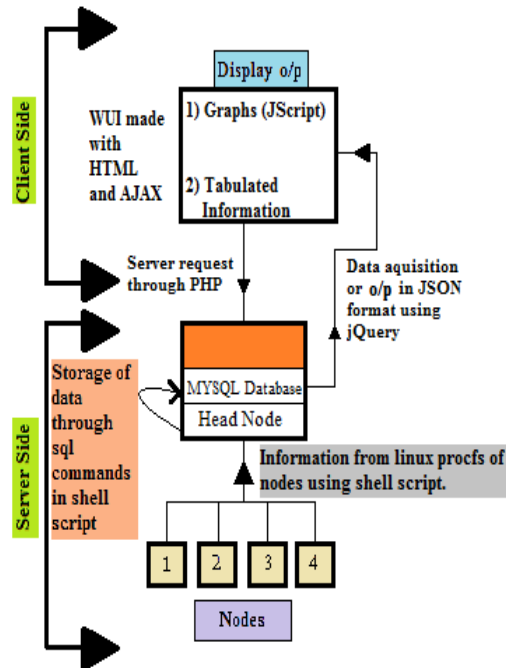 Display o/p
1) Graphs (JScript)
2) Tabulated
Information
WUI made
with
HTML
and AJAX
Client Side
Server request
through PHP
Data aquisition
or o/p in JSON
format using
jQuery
MYSQL Database
Head Node
Storage of
data
through
sql
commands
in shell
script
Server Side
Information from linux procfs of
nodes using shell script.
1
2
3
4
Nodes